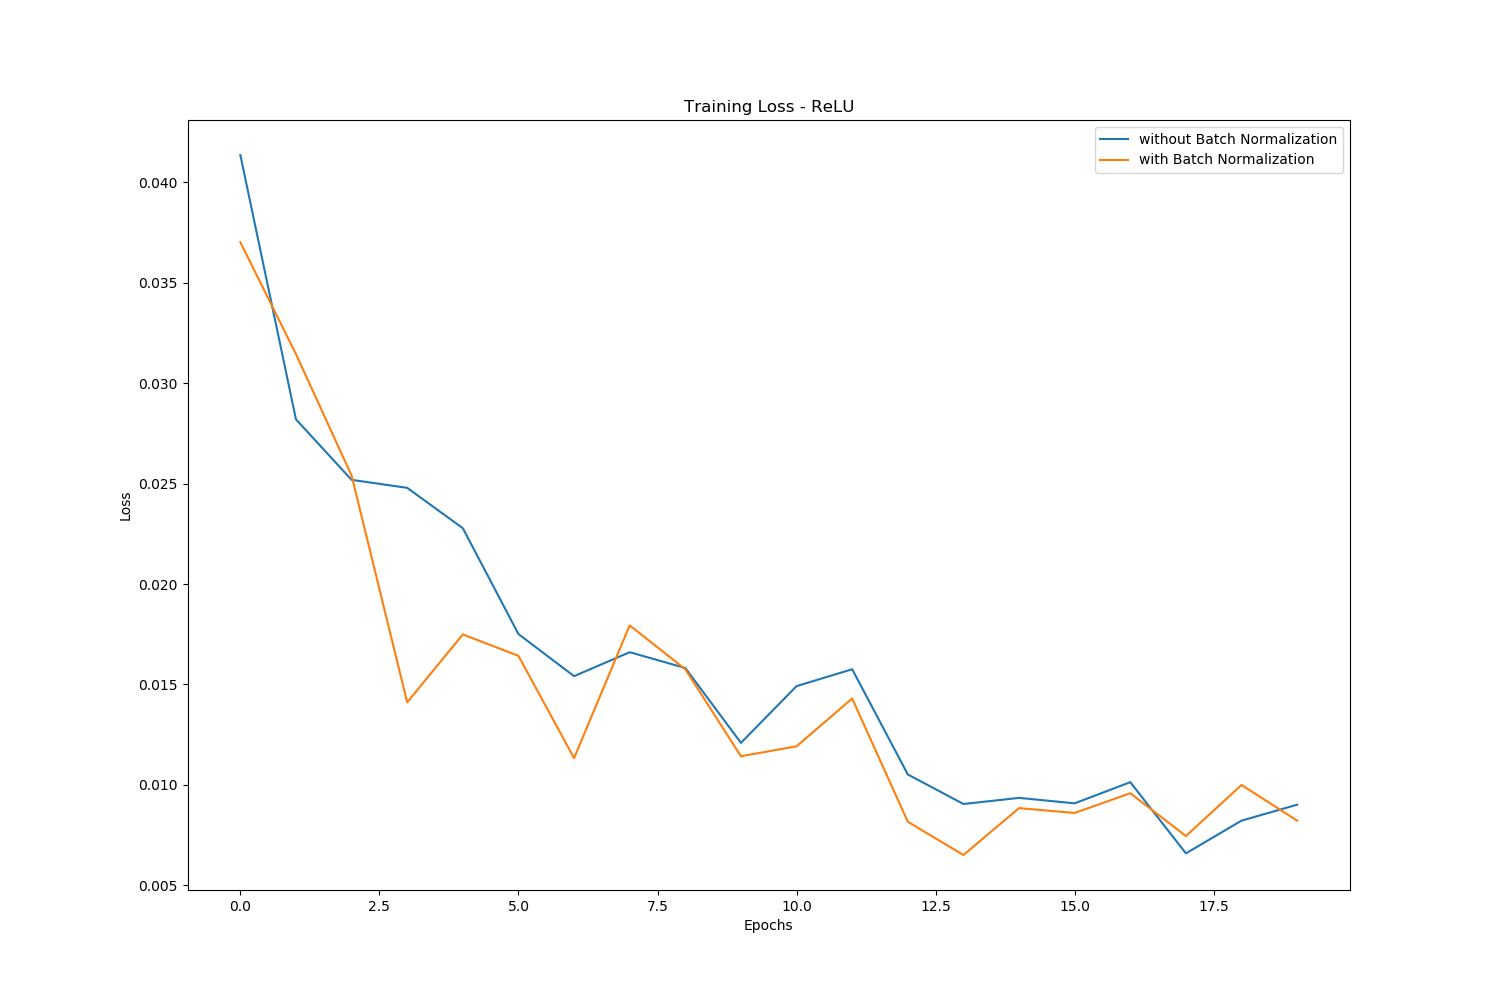 Training Loss - ReLU
without Batch Normalization
with Batch Normalization
0.040
0.035
0.030
0.025
0.020
0.015
0.010
0.005
Loss
0.0 2.5 5.0 7.5 10.0 12.5 15.0 17.5
Epochs